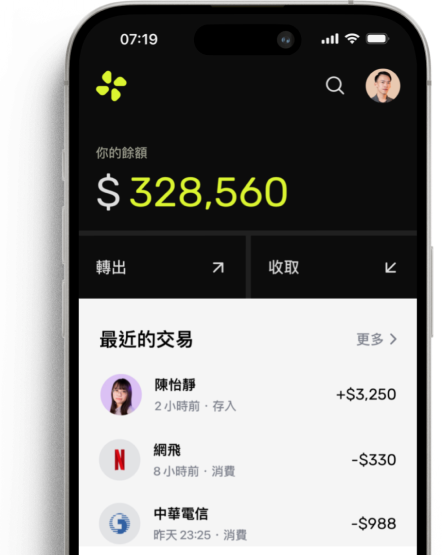 07:19
你的餘額
$ 328,560
轉出
收取
最近的交易
更多
陳怡靜
2 小時前 · 存入
+$3,250
N
網飛
8 小時前 · 消費
-$330
中華電信
昨天 23:25 · 消費
-$988